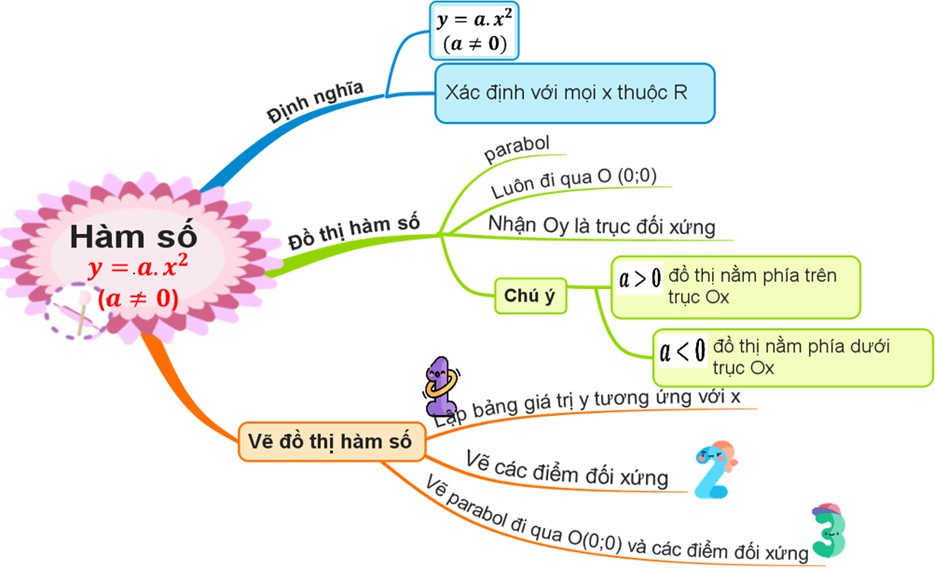 Hàm số
y = .a.x²
(a ≠ 0)
Định nghĩa
y = a.x²
(a ≠ 0)
Xác định với mọi x thuộc R
Đồ thị hàm số
parabol
Luôn đi qua O (0;0)
Nhận Oy là trục đối xứng
Chú ý
a > 0 đồ thị nằm phía trên
trục Ox
a < 0 đồ thị nằm phía dưới
trục Ox
Vẽ đồ thị hàm số
1
Lập bảng giá trị y tương ứng với x
Vẽ các điểm đối xứng
2
Vẽ parabol đi qua O(0;0) và các điểm đối xứng
3